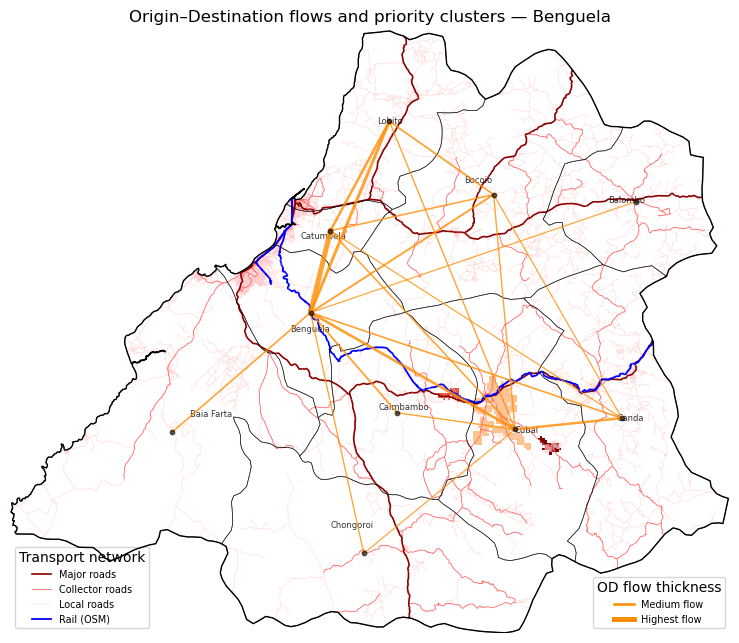 Origin–Destination flows and priority clusters — Benguela
Lobito
Bocoio
Balombo
Catumbela
Benguela
Baia Farta
Caimbambo
Ganda
Cubal
Chongoroi
Transport network
Major roads
Collector roads
Local roads
Rail (OSM)
OD flow thickness
Medium flow
Highest flow